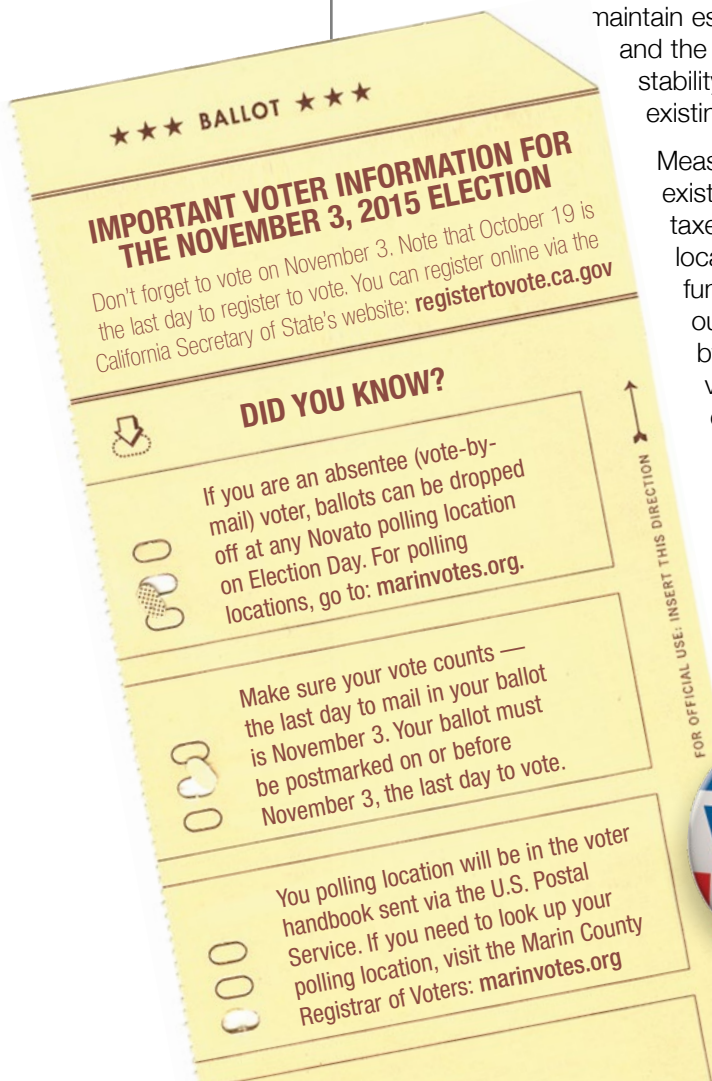 maintain es
and the
stability
existin
Meas
exist
taxe
loca
fun
ou
★★★ BALLOT ★★★
IMPORTANT VOTER INFORMATION FOR
THE NOVEMBER 3, 2015 ELECTION
Don't forget to vote on November 3. Note that October 19 is
the last day to register to vote. You can register online via the
California Secretary of State's website: registertovote.ca.gov
DID YOU KNOW?
If you are an absentee (vote-by-
mail) voter, ballots can be dropped
off at any Novato polling location
on Election Day. For polling
locations, go to: marinvotes.org.
Make sure your vote counts —
the last day to mail in your ballot
is November 3. Your ballot must
be postmarked on or before
November 3, the last day to vote.
You polling location will be in the voter
handbook sent via the U.S. Postal
Service. If you need to look up your
polling location, visit the Marin County
Registrar of Voters: marinvotes.org
FOR OFFICIAL USE: INSERT THIS DIRECTION